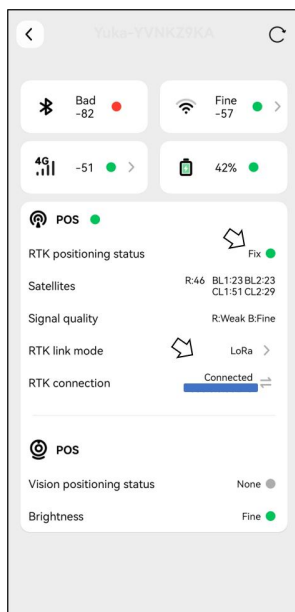 Yuka-YVNKZ9KA
Bad
-82
Fine
-57
4G
-51
42%
POS
RTK positioning status Fix
Satellites R:46 BL1:23 BL2:23
CL1:51 CL2:29
Signal quality R:Weak B:Fine
RTK link mode LoRa
RTK connection Connected
POS
Vision positioning status None
Brightness Fine